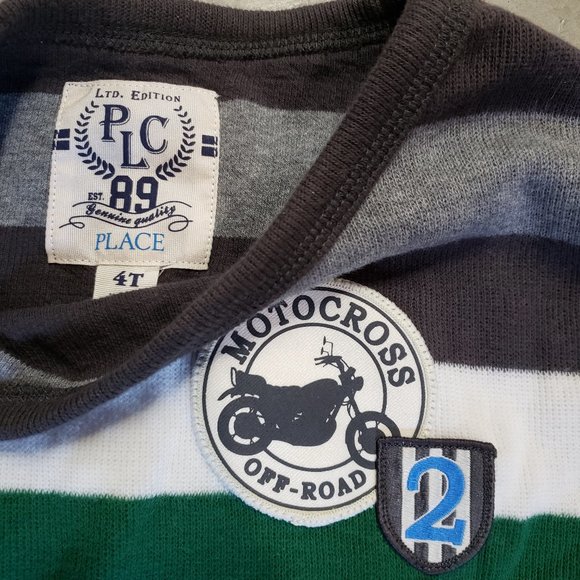 LTD. EDITION
PLC
EST. 89
Genuine quality
PLACE
4T
MOTOCROSS
OFF-ROAD
2